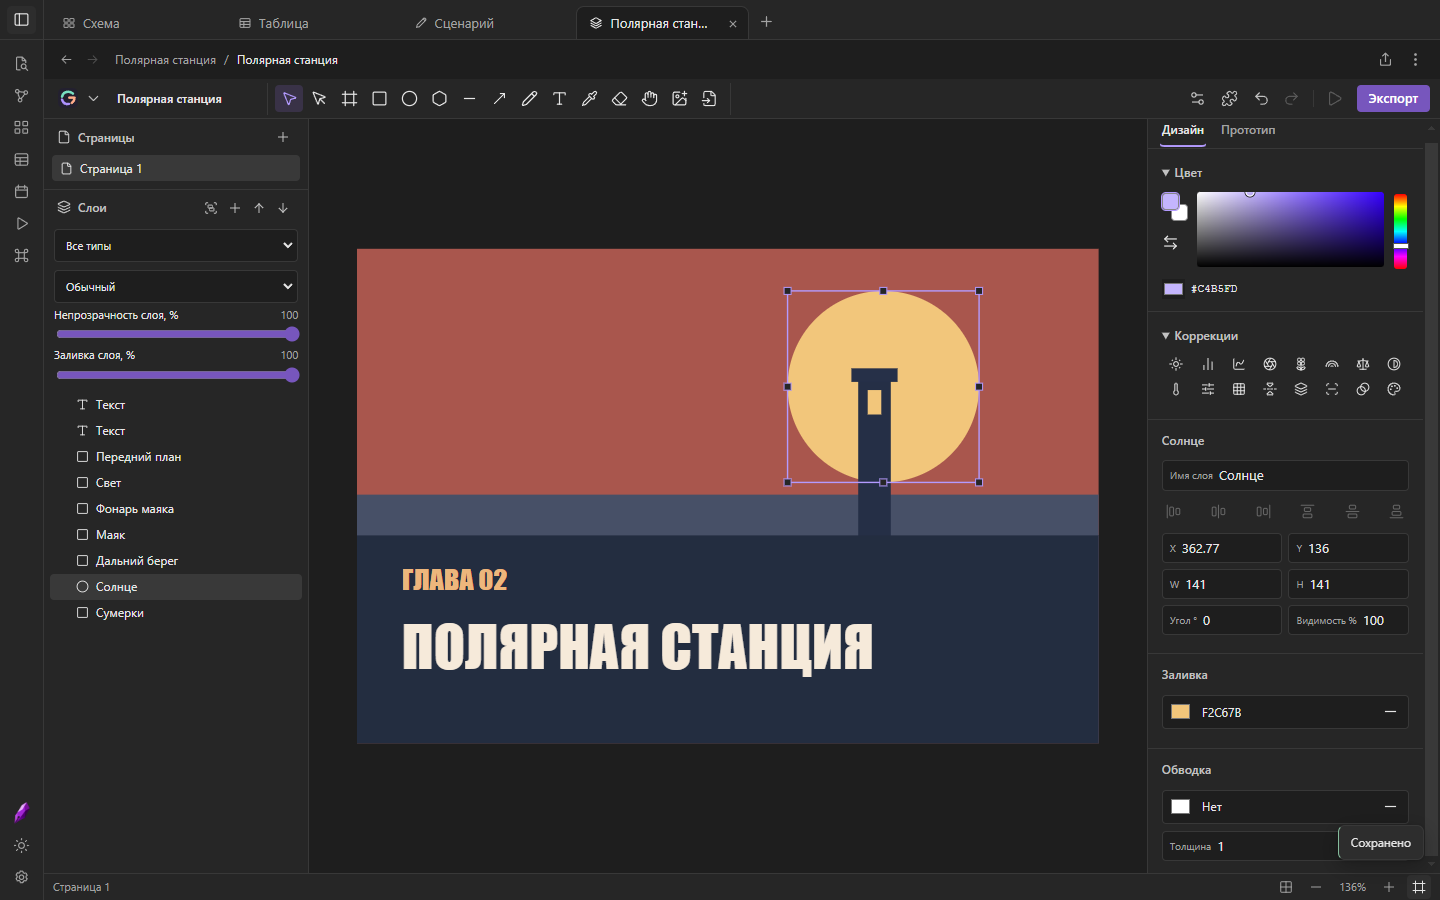 Схема
Таблица
Сценарий
Полярная стан...
Полярная станция / Полярная станция
Полярная станция
Экспорт
Страницы
Страница 1
Слои
Все типы
Обычный
Непрозрачность слоя, % 100
Заливка слоя, % 100
Текст
Текст
Передний план
Свет
Фонарь маяка
Маяк
Дальний берег
Солнце
Сумерки
ГЛАВА 02
ПОЛЯРНАЯ СТАНЦИЯ
Дизайн Прототип
Цвет
#C4B5FD
Коррекции
Солнце
Имя слоя Солнце
X 362.77 Y 136
W 141 H 141
Угол ° 0 Видимость % 100
Заливка
F2C67B
Обводка
Нет
Толщина 1
Сохранено
Страница 1
136%